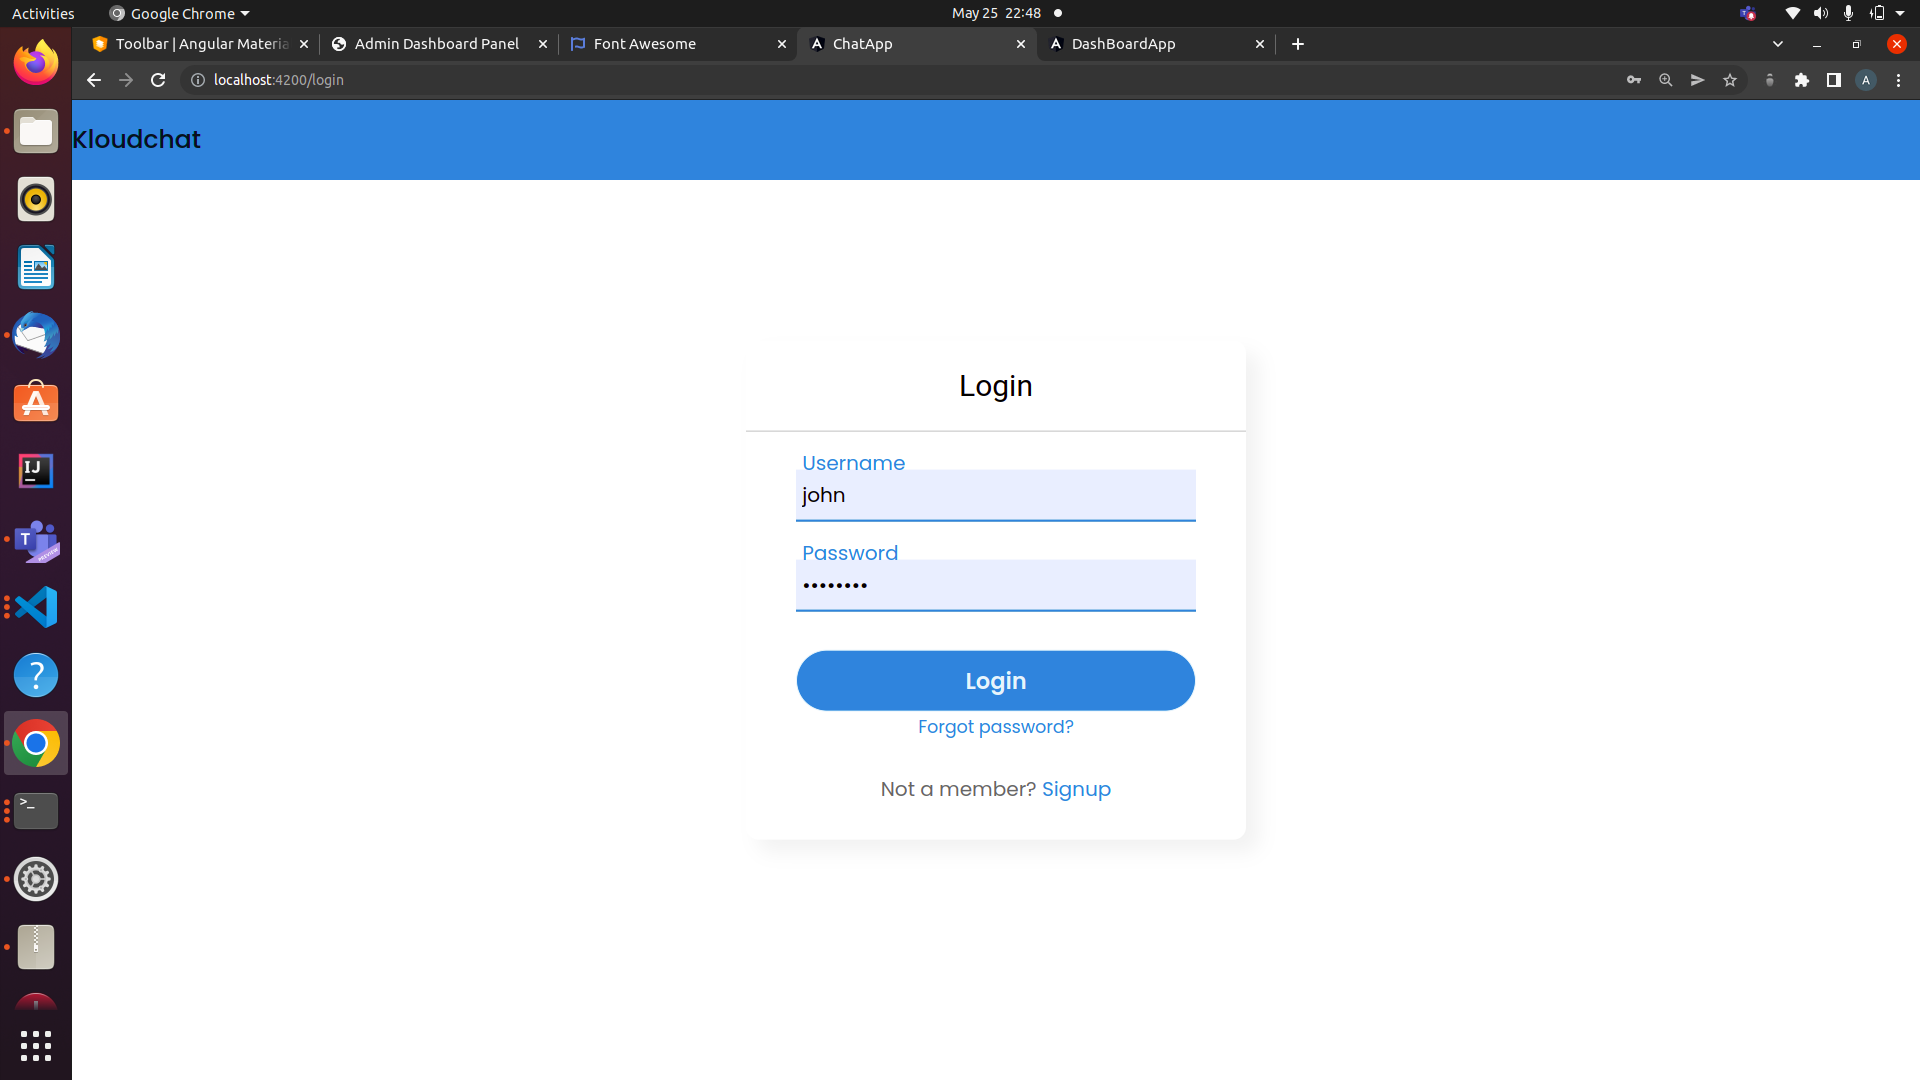 Activities
Google Chrome
May 25 22:48
Toolbar | Angular Materia
Admin Dashboard Panel
Font Awesome
ChatApp
DashBoardApp
localhost:4200/login
A
Kloudchat
Login
Username
john
Password
••••••••
Login
Forgot password?
Not a member? Signup